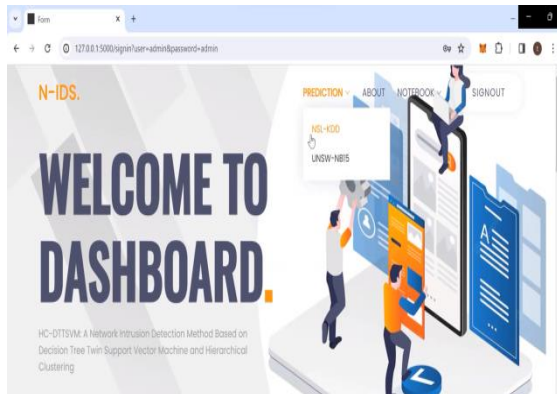 Form
127.0.0.1:5000/signin?user=admin&password=admin
N-IDS.
PREDICTION
ABOUT
NOTEBOOK
SIGNOUT
NSL-KDD
UNSW-NB15
WELCOME TO
DASHBOARD.
HC-DTTSVM: A Network Intrusion Detection Method Based on
Decision Tree Twin Support Vector Machine and Hierarchical
Clustering
A